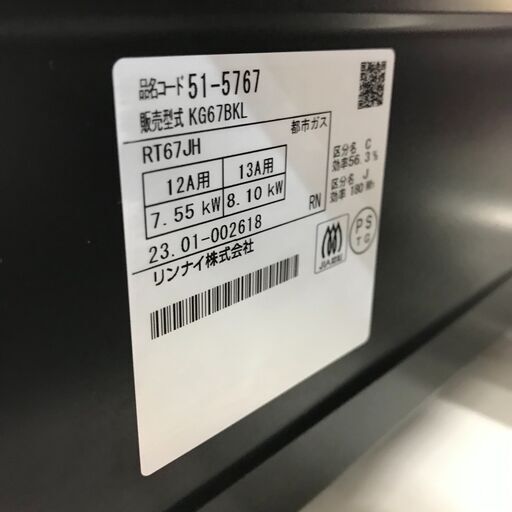 品名コード 51-5767
販売型式 KG67BKL
都市ガス
RT67JH
12A用 13A用
7.55 kW 8.10 kW
RN
23.01-002618
リンナイ株式会社
区分名 C
効率56.3%
区分名 J
効率 180 Wh
PS
TG